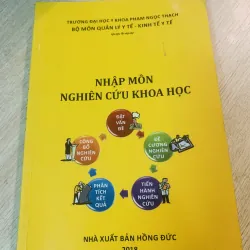 TRƯỜNG ĐẠI HỌC Y KHOA PHẠM NGỌC THẠCH
BỘ MÔN QUẢN LÝ Y TẾ - KINH TẾ Y TẾ
NHẬP MÔN
NGHIÊN CỨU KHOA HỌC
ĐẶT VẤN
ĐỀ
ĐỀ CƯƠNG
NGHIÊN
CỨU
TIẾN
HÀNH
NGHIÊN CỨU
PHÂN
TÍCH KẾT
QUẢ
CÔNG
BỐ NGHIÊN
CỨU
NHÀ XUẤT BẢN HỒNG ĐỨC
2018